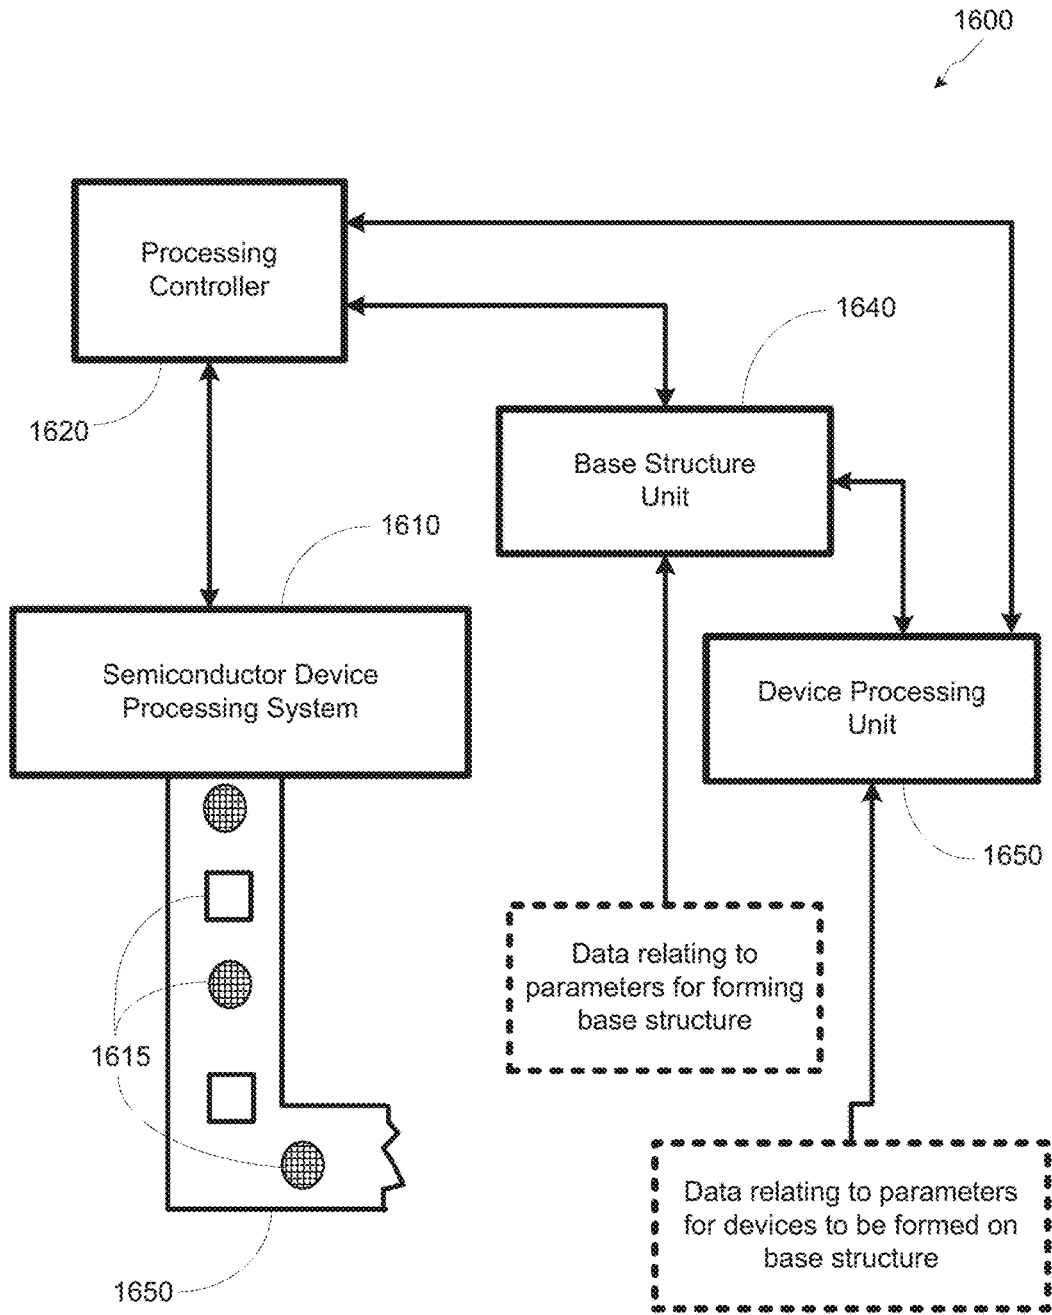 1600
Processing
Controller
1640
1620
Base Structure
Unit
1610
Semiconductor Device
Processing System
Device Processing
Unit
1650
Data relating to
parameters for forming
base structure
1615
Data relating to parameters
for devices to be formed on
base structure
1650